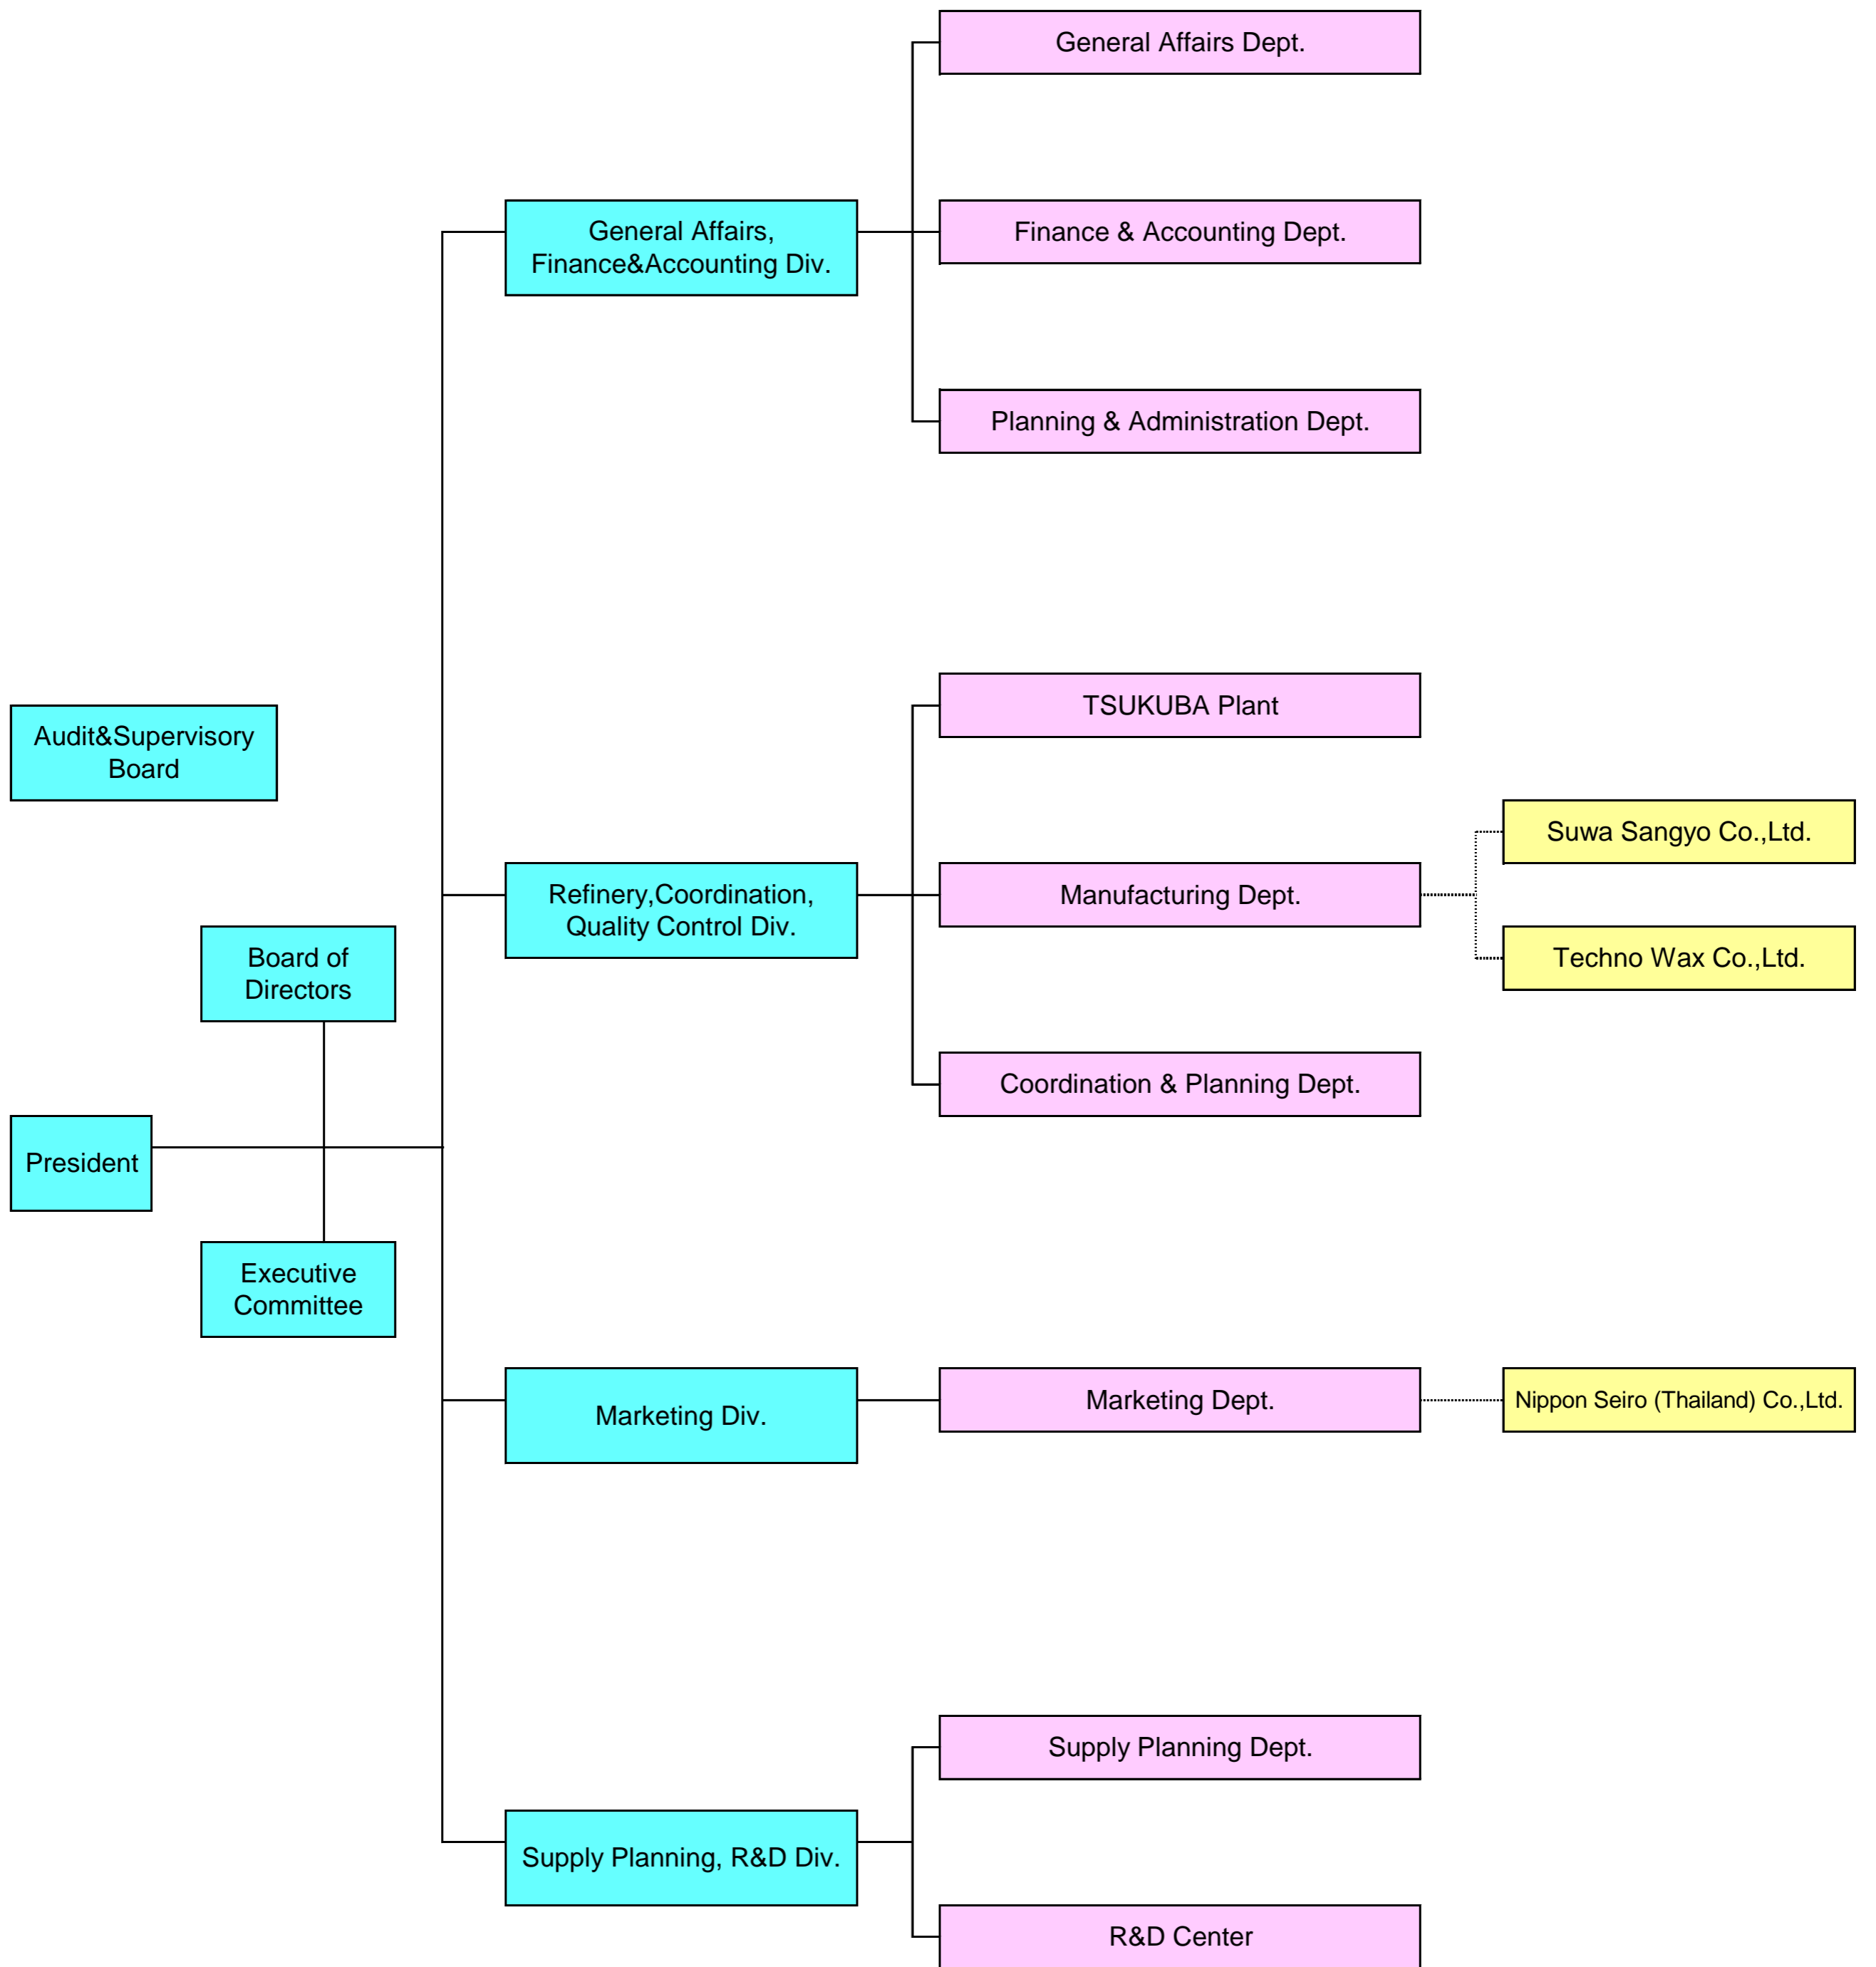 General Affairs Dept.
General Affairs,
Finance&Accounting Div.
Finance & Accounting Dept.
Planning & Administration Dept.
TSUKUBA Plant
Audit&Supervisory
Board
Suwa Sangyo Co.,Ltd.
Refinery,Coordination,
Quality Control Div.
Manufacturing Dept.
Board of
Directors
Techno Wax Co.,Ltd.
Coordination & Planning Dept.
President
Executive
Committee
Marketing Div.
Marketing Dept.
Nippon Seiro (Thailand) Co.,Ltd.
Supply Planning Dept.
Supply Planning, R&D Div.
R&D Center